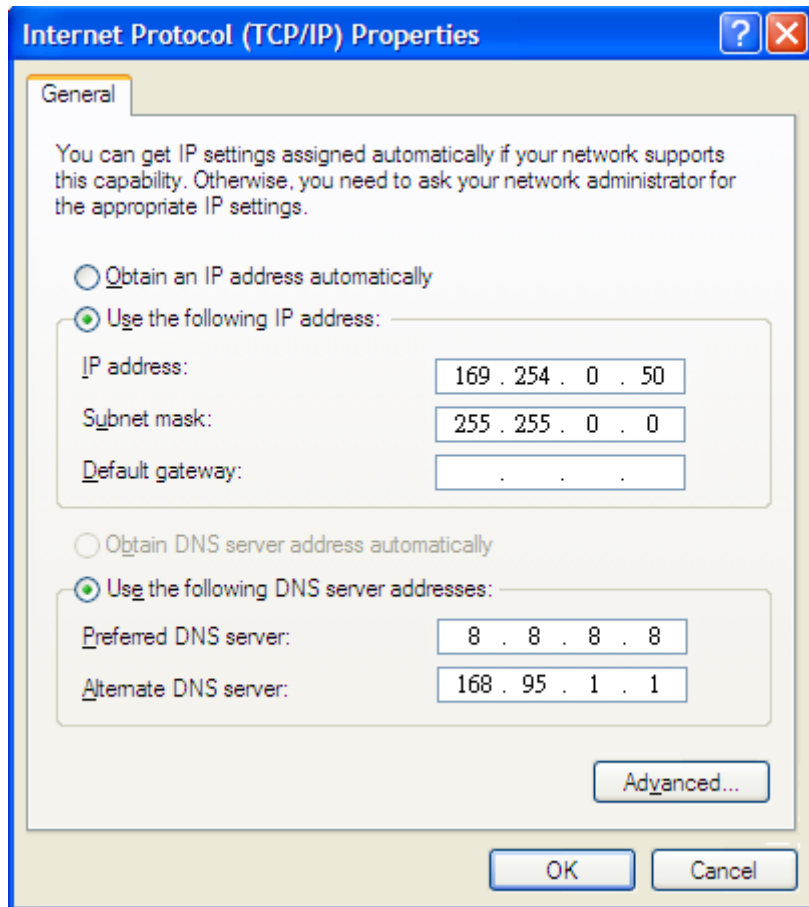 Internet Protocol (TCP/IP) Properties
General
You can get IP settings assigned automatically if your network supports
this capability. Otherwise, you need to ask your network administrator for
the appropriate IP settings.
Obtain an IP address automatically
Use the following IP address:
IP address: 169 . 254 . 0 . 50
Subnet mask: 255 . 255 . 0 . 0
Default gateway: . . .
Obtain DNS server address automatically
Use the following DNS server addresses:
Preferred DNS server: 8 . 8 . 8 . 8
Alternate DNS server: 168 . 95 . 1 . 1
Advanced...
OK Cancel